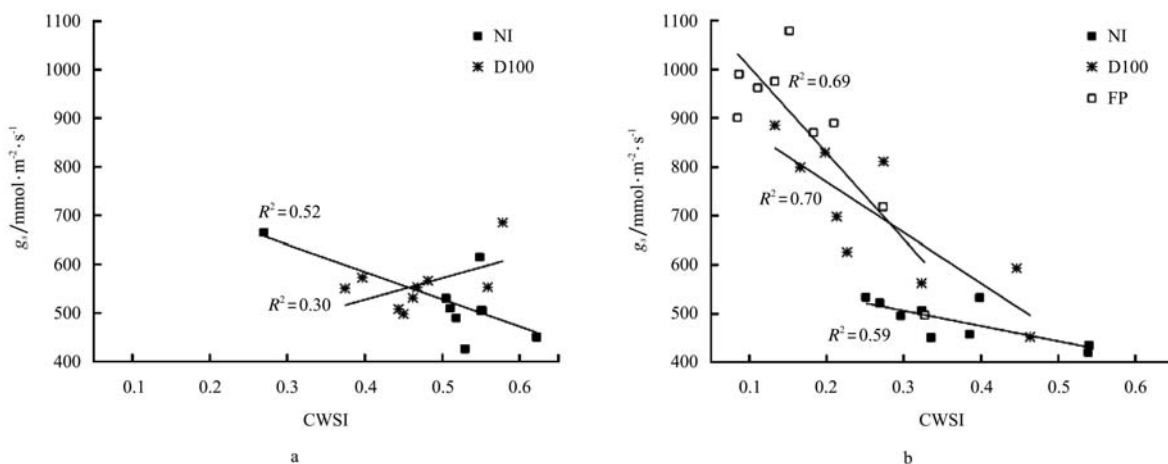 1100
1000
900
800
700
600
500
400
gs/mmol·m⁻²·s⁻¹
NI
D100
R²=0.52
R²=0.30
0.1 0.2 0.3 0.4 0.5 0.6
CWSI
a
1100
1000
900
800
700
600
500
400
gs/mmol·m⁻²·s⁻¹
NI
D100
FP
R²=0.69
R²=0.70
R²=0.59
0.1 0.2 0.3 0.4 0.5 0.6
CWSI
b